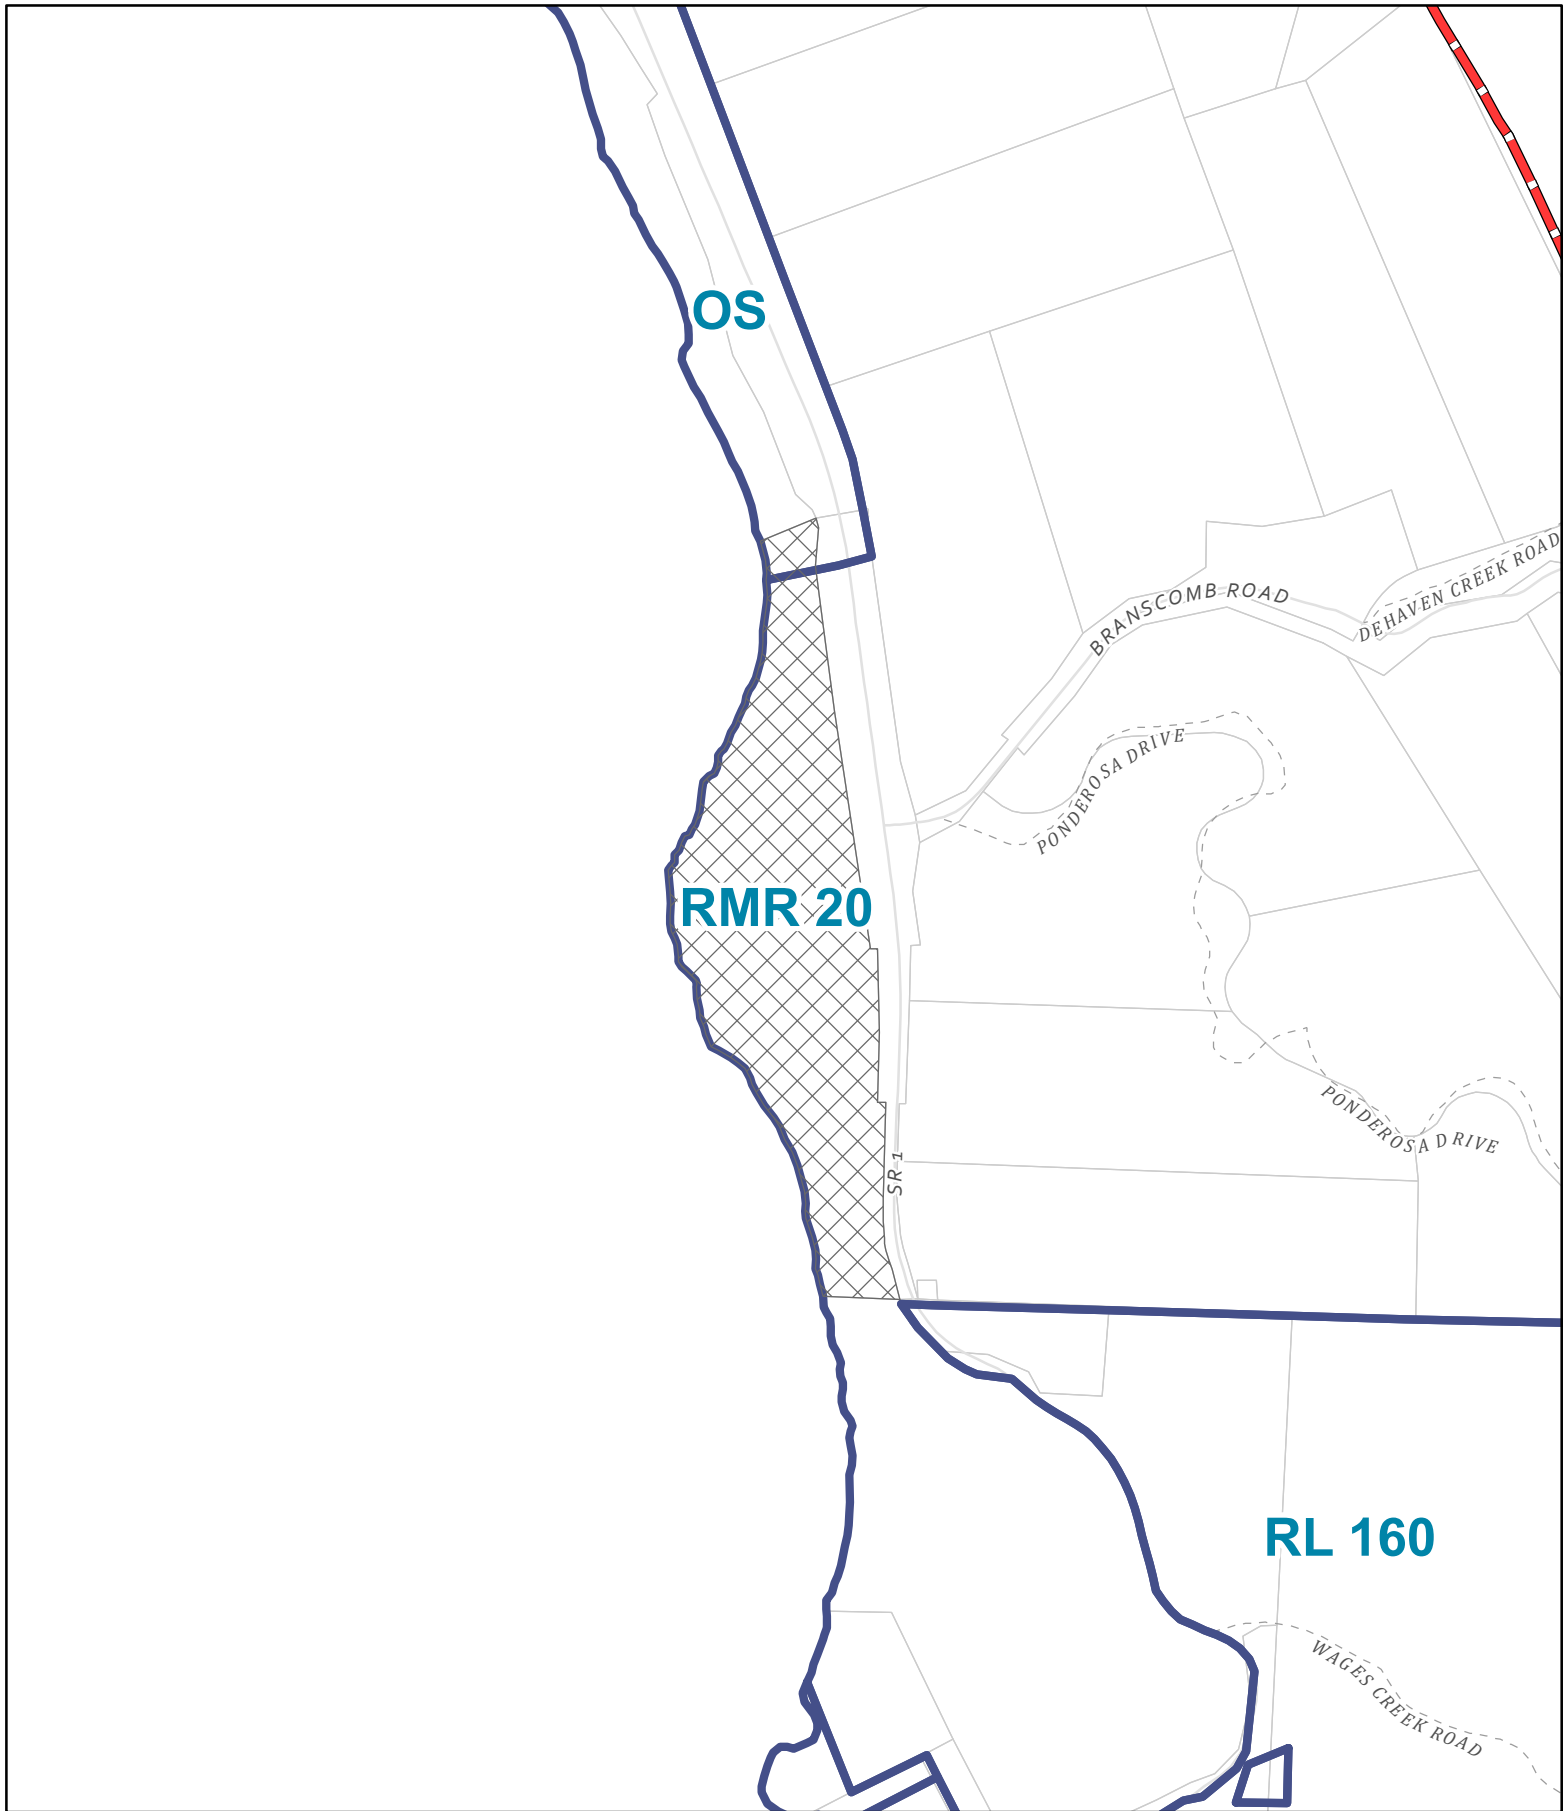 OS
BRANSCOMB ROAD
DEHAVEN CREEK ROAD
PONDEROSA DRIVE
RMR 20
PONDEROSA DRIVE
SR 1
RL 160
WAGES CREEK ROAD